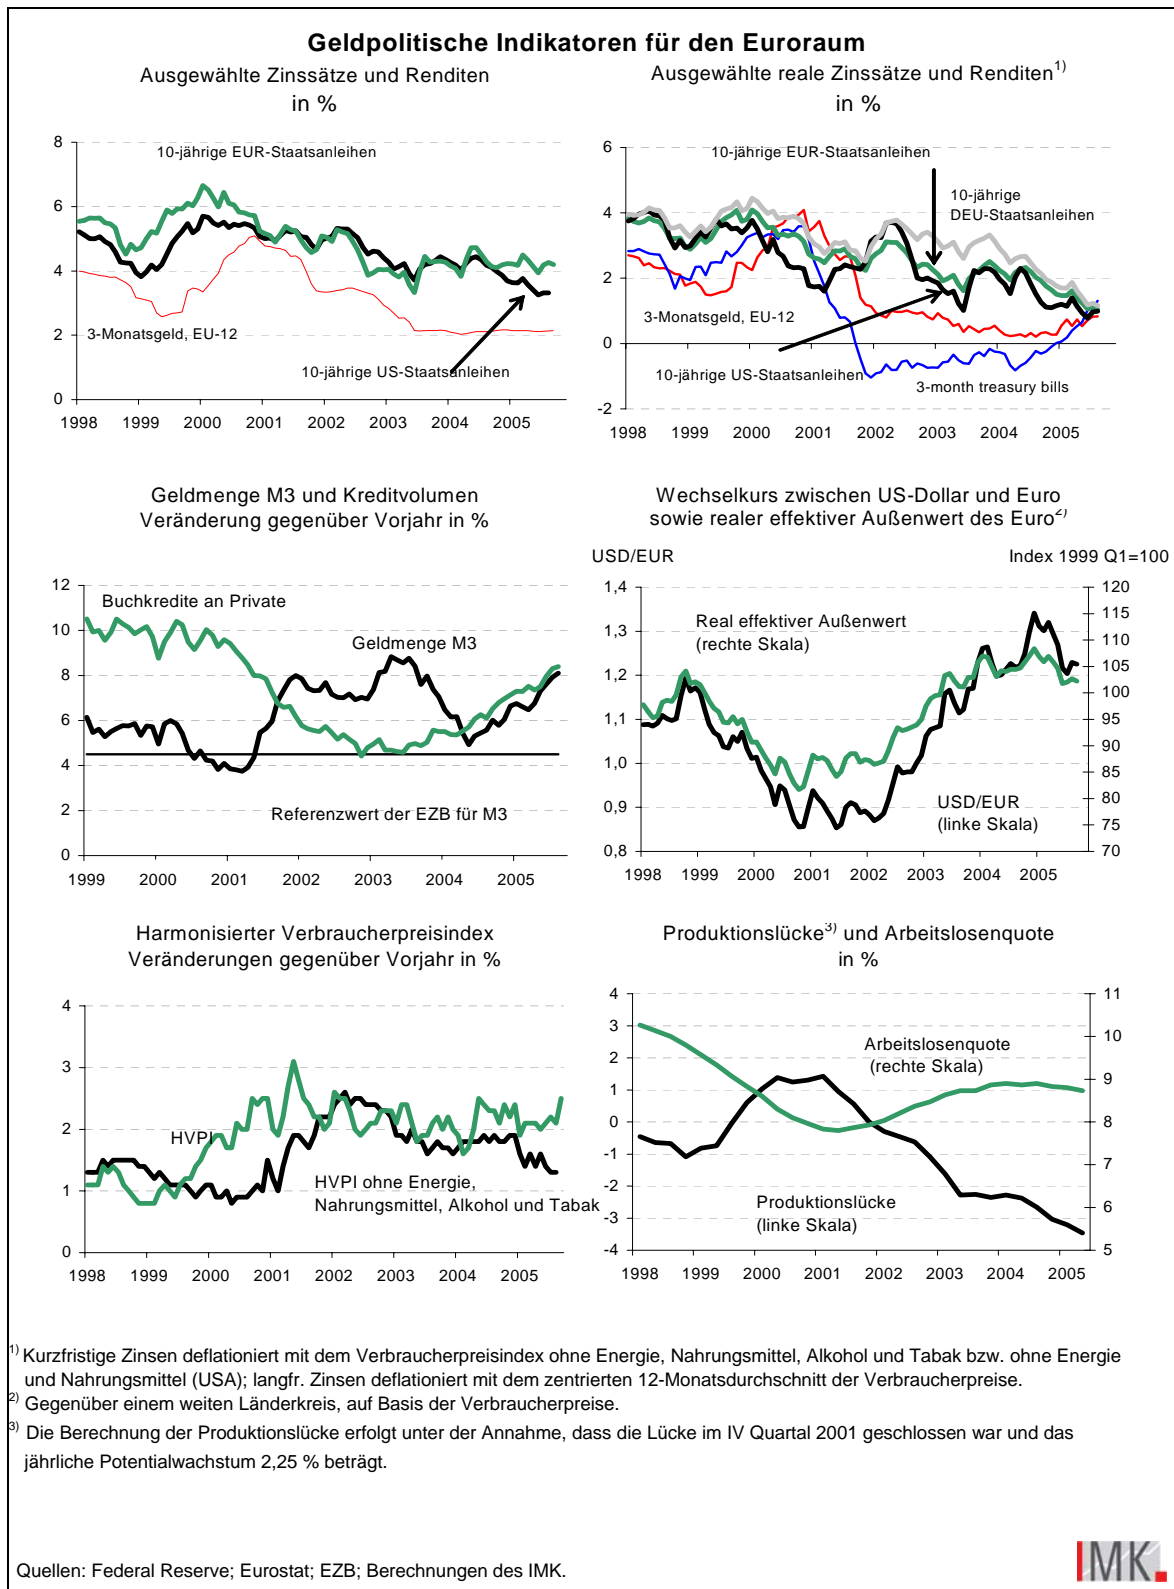 Geldpolitische Indikatoren für den Euroraum
Ausgewählte Zinssätze und Renditen
in %
8
6
4
2
0
10-jährige EUR-Staatsanleihen
3-Monatsgeld, EU-12
10-jährige US-Staatsanleihen
1998 1999 2000 2001 2002 2003 2004 2005
Ausgewählte reale Zinssätze und Renditen1)
in %
6
4
2
0
-2
10-jährige EUR-Staatsanleihen
10-jährige
DEU-Staatsanleihen
3-Monatsgeld, EU-12
10-jährige US-Staatsanleihen
3-month treasury bills
1998 1999 2000 2001 2002 2003 2004 2005
Geldmenge M3 und Kreditvolumen
Veränderung gegenüber Vorjahr in %
12
10
8
6
4
2
0
Buchkredite an Private
Geldmenge M3
Referenzwert der EZB für M3
1999 2000 2001 2002 2003 2004 2005
Wechselkurs zwischen US-Dollar und Euro
sowie realer effektiver Außenwert des Euro2)
USD/EUR
Index 1999 Q1=100
1,4
1,3
1,2
1,1
1,0
0,9
0,8
120
115
110
105
100
95
90
85
80
75
70
Real effektiver Außenwert
(rechte Skala)
USD/EUR
(linke Skala)
1998 1999 2000 2001 2002 2003 2004 2005
Harmonisierter Verbraucherpreisindex
Veränderungen gegenüber Vorjahr in %
4
3
2
1
0
HVPI
HVPI ohne Energie,
Nahrungsmittel, Alkohol und Tabak
1998 1999 2000 2001 2002 2003 2004 2005
Produktionslücke3) und Arbeitslosenquote
in %
4
3
2
1
0
-1
-2
-3
-4
11
10
9
8
7
6
5
Arbeitslosenquote
(rechte Skala)
Produktionslücke
(linke Skala)
1998 1999 2000 2001 2002 2003 2004 2005
1) Kurzfristige Zinsen deflationiert mit dem Verbraucherpreisindex ohne Energie, Nahrungsmittel, Alkohol und Tabak bzw. ohne Energie
und Nahrungsmittel (USA); langfr. Zinsen deflationiert mit dem zentrierten 12-Monatsdurchschnitt der Verbraucherpreise.
2) Gegenüber einem weiten Länderkreis, auf Basis der Verbraucherpreise.
3) Die Berechnung der Produktionslücke erfolgt unter der Annahme, dass die Lücke im IV Quartal 2001 geschlossen war und das
jährliche Potentialwachstum 2,25 % beträgt.
Quellen: Federal Reserve; Eurostat; EZB; Berechnungen des IMK.
IMK.